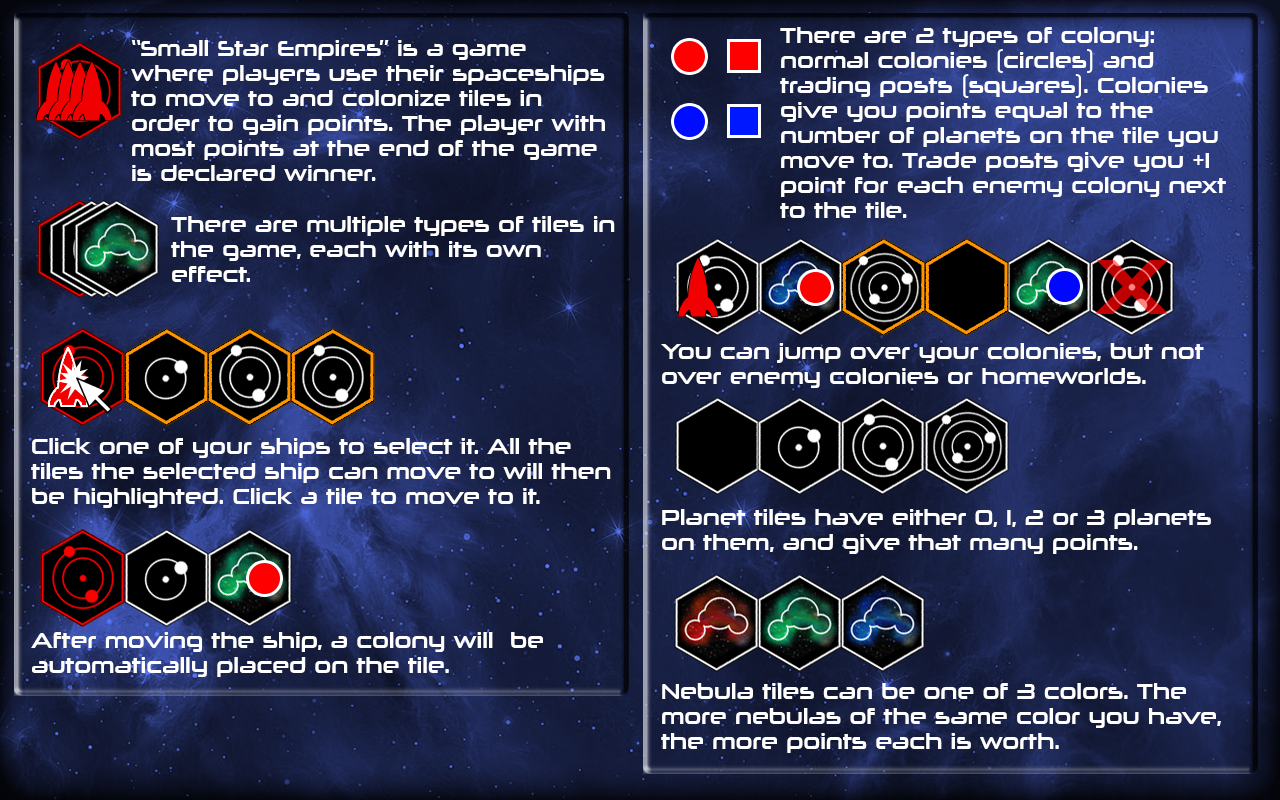 “Small Star Empires” is a game
where players use their spaceships
to move to and colonize tiles in
order to gain points. The player with
most points at the end of the game
is declared winner.
There are multiple types of tiles in
the game, each with its own
effect.
Click one of your ships to select it. All the
tiles the selected ship can move to will then
be highlighted. Click a tile to move to it.
After moving the ship, a colony will  be
automatically placed on the tile.
There are 2 types of colony:
normal colonies (circles) and
trading posts (squares). Colonies
give you points equal to the
number of planets on the tile you
move to. Trade posts give you +1
point for each enemy colony next
to the tile.
You can jump over your colonies, but not
over enemy colonies or homeworlds.
Planet tiles have either 0, 1, 2 or 3 planets
on them, and give that many points.
Nebula tiles can be one of 3 colors. The
more nebulas of the same color you have,
the more points each is worth.